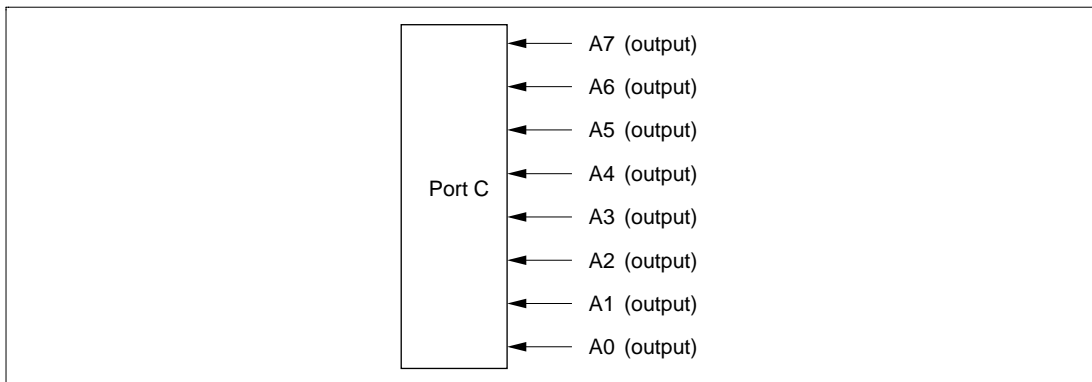 A7 (output)
A6 (output)
A5 (output)
A4 (output)
Port C
A3 (output)
A2 (output)
A1 (output)
A0 (output)